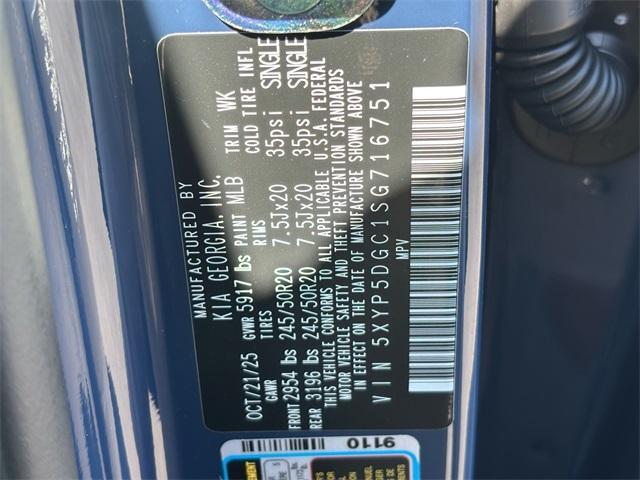 MANUFACTURED BY
KIA GEORGIA, INC.
OCT/21/25 GVWR 5917 lbs PAINT MLB TRIM WK
GAWR TIRES RIMS COLD TIRE INFL
FRONT 2954 lbs 245/50R20 7.5Jx20 35psi SINGLE
REAR 3196 lbs 245/50R20 7.5Jx20 35psi SINGLE
THIS VEHICLE CONFORMS TO ALL APPLICABLE U.S.A. FEDERAL
MOTOR VEHICLE SAFETY AND THEFT PREVENTION STANDARDS
IN EFFECT ON THE DATE OF MANUFACTURE SHOWN ABOVE
VIN 5XYP5DGC1SG716751
MPV
9110